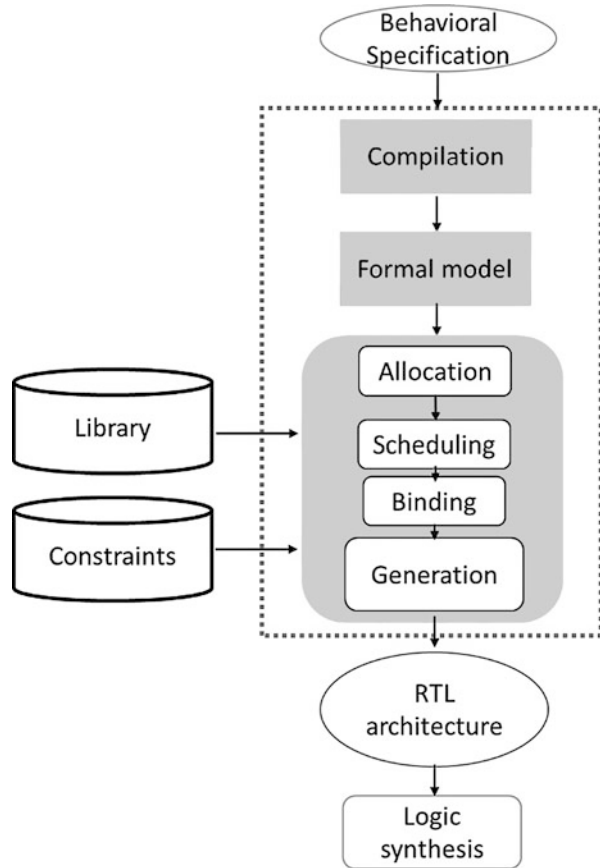 Behavioral
Specification
Compilation
Formal model
Allocation
Library
Scheduling
Binding
Constraints
Generation
RTL
architecture
Logic
synthesis